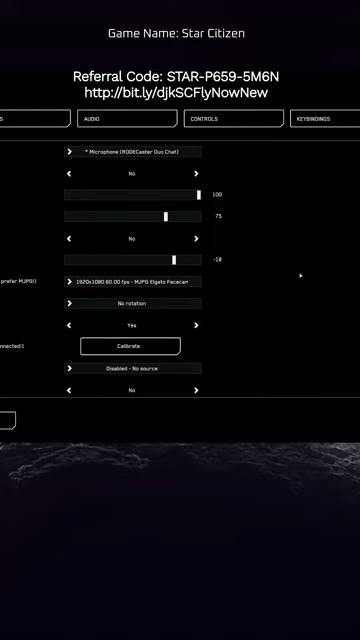 Game Name: Star Citizen
Referral Code: STAR-P659-5M6N
http://bit.ly/djkSCFlyNowNew
S
AUDIO
CONTROLS
KEYBINDINGS
* Microphone (RØDECaster Duo Chat)
No
100
75
No
-18
prefer MJPG!)
1920x1080 60.00 fps - MJPG Elgato Facecam
No rotation
Yes
nnected!)
Calibrate
Disabled - No source
No